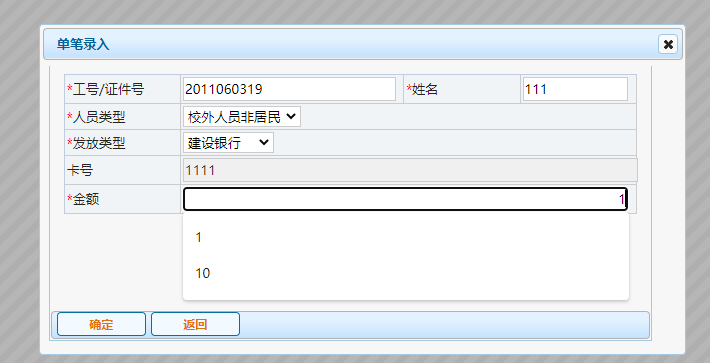 单笔录入
*工号/证件号 2011060319 *姓名 111
*人员类型 校外人员非居民
*发放类型 建设银行
卡号 1111
*金额 1
1
10
确定 返回